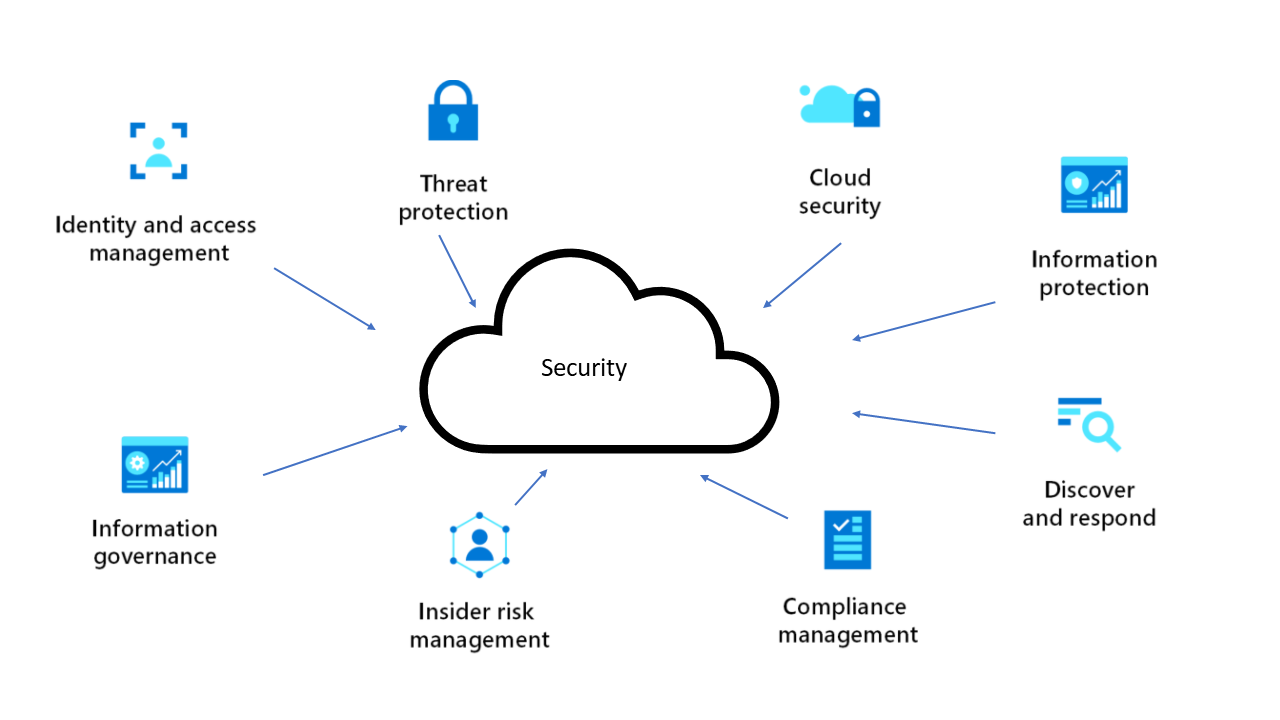 Threat
protection
Cloud
security
Identity and access
management
Information
protection
Security
Discover
and respond
Information
governance
Insider risk
management
Compliance
management